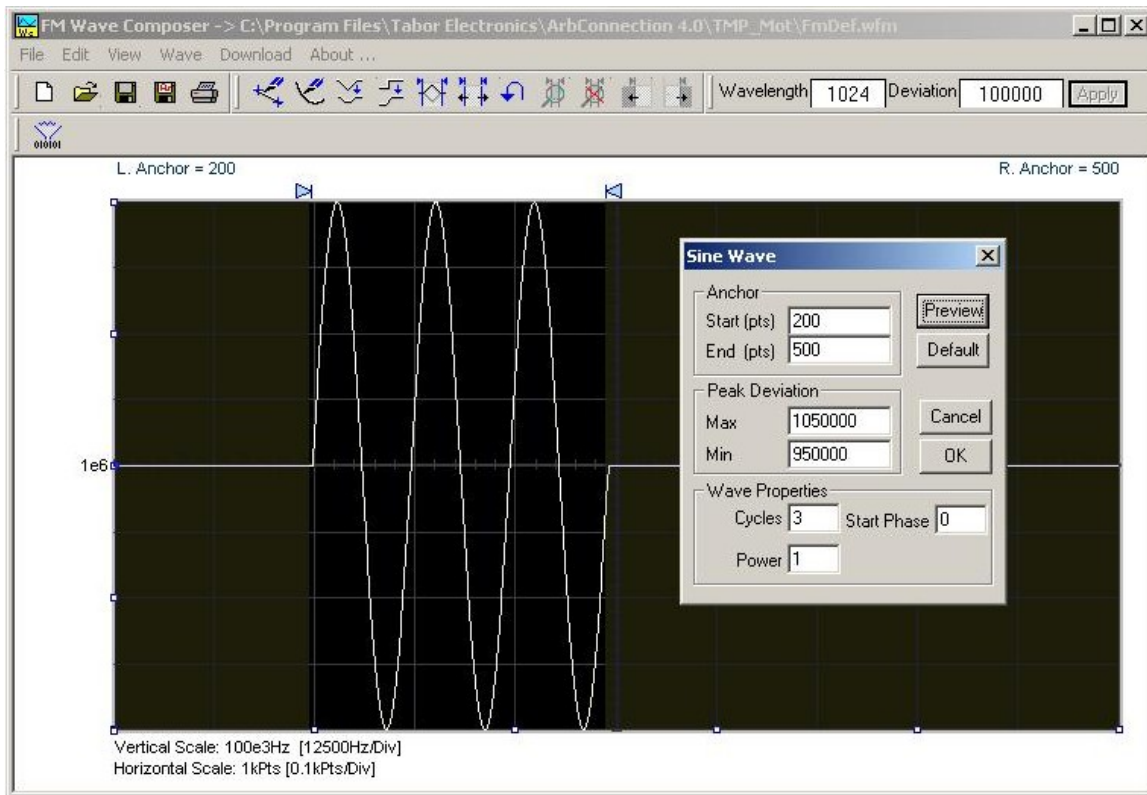 FM Wave Composer -> C:\Program Files\Tabor Electronics\ArbConnection 4.0\TMP_Mot\FmDef.wfm
File Edit View Wave Download About ...
Wavelength 1024 Deviation 100000 Apply
010101
L. Anchor = 200
R. Anchor = 500
1e6
Sine Wave
Anchor
Start (pts) 200
End (pts) 500
Preview
Default
Peak Deviation
Max 1050000
Min 950000
Cancel
OK
Wave Properties
Cycles 3 Start Phase 0
Power 1
Vertical Scale: 100e3Hz [12500Hz/Div]
Horizontal Scale: 1kPts [0.1kPts/Div]